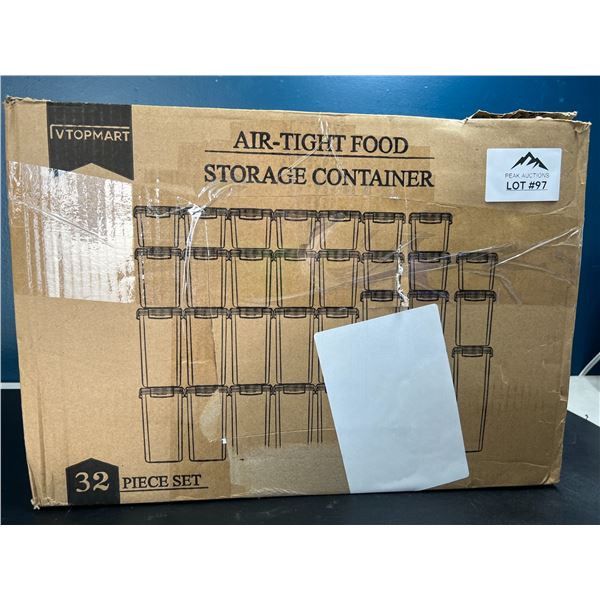 VTOPMART
AIR-TIGHT FOOD
STORAGE CONTAINER
PEAK AUCTIONS
LOT #97
32 PIECE SET